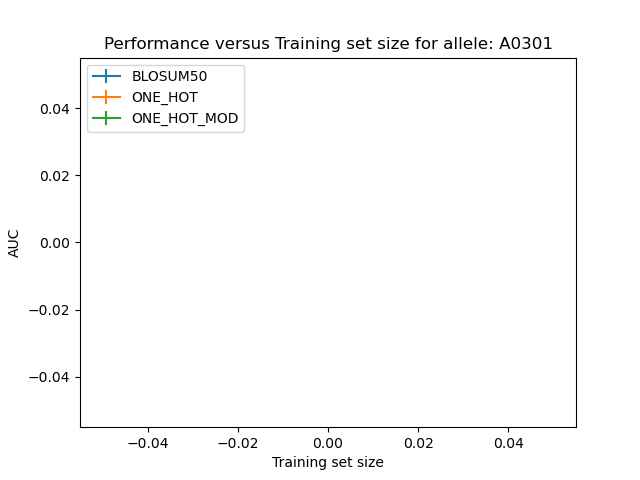 Performance versus Training set size for allele: A0301
BLOSUM50
ONE_HOT
ONE_HOT_MOD
0.04
0.02
0.00
−0.02
−0.04
AUC
−0.04 −0.02 0.00 0.02 0.04
Training set size